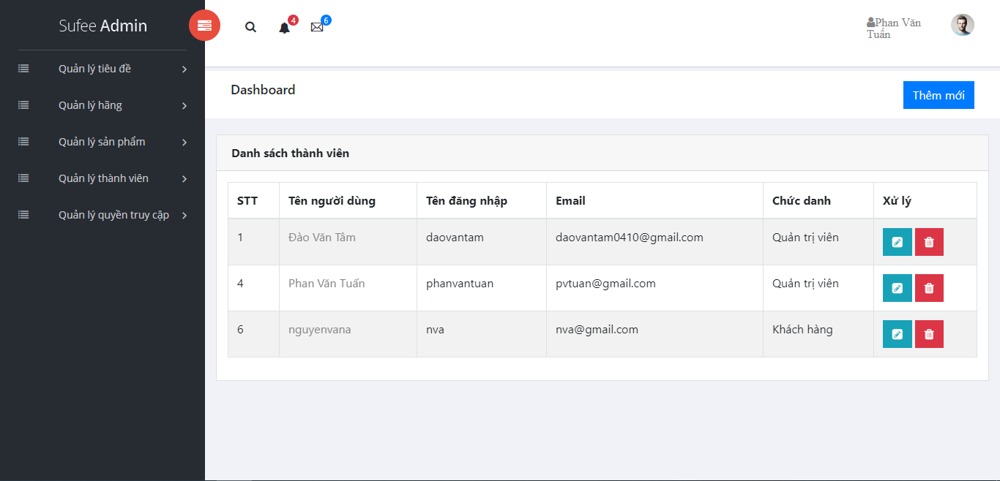 Sufee Admin
4
6
Phan Văn
Tuấn
Quản lý tiêu đề
Quản lý hãng
Quản lý sản phẩm
Quản lý thành viên
Quản lý quyền truy cập
Dashboard
Thêm mới
Danh sách thành viên
STT Tên người dùng Tên đăng nhập Email Chức danh Xử lý
1 Đào Văn Tâm daovantam daovantam0410@gmail.com Quản trị viên
4 Phan Văn Tuấn phanvantuan pvtuan@gmail.com Quản trị viên
6 nguyenvana nva nva@gmail.com Khách hàng